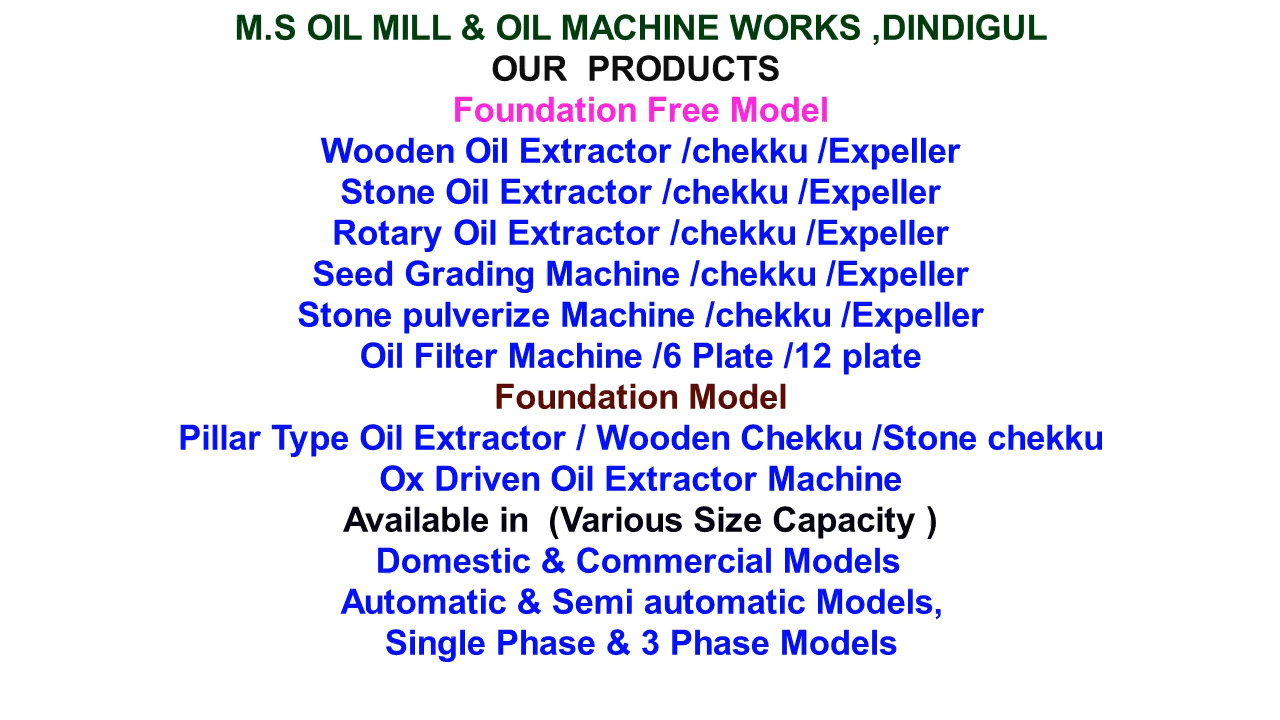 M.S OIL MILL & OIL MACHINE WORKS ,DINDIGUL
OUR  PRODUCTS
Foundation Free Model
Wooden Oil Extractor /chekku /Expeller
Stone Oil Extractor /chekku /Expeller
Rotary Oil Extractor /chekku /Expeller
Seed Grading Machine /chekku /Expeller
Stone pulverize Machine /chekku /Expeller
Oil Filter Machine /6 Plate /12 plate
Foundation Model
Pillar Type Oil Extractor / Wooden Chekku /Stone chekku
Ox Driven Oil Extractor Machine
Available in  (Various Size Capacity )
Domestic & Commercial Models
Automatic & Semi automatic Models,
Single Phase & 3 Phase Models